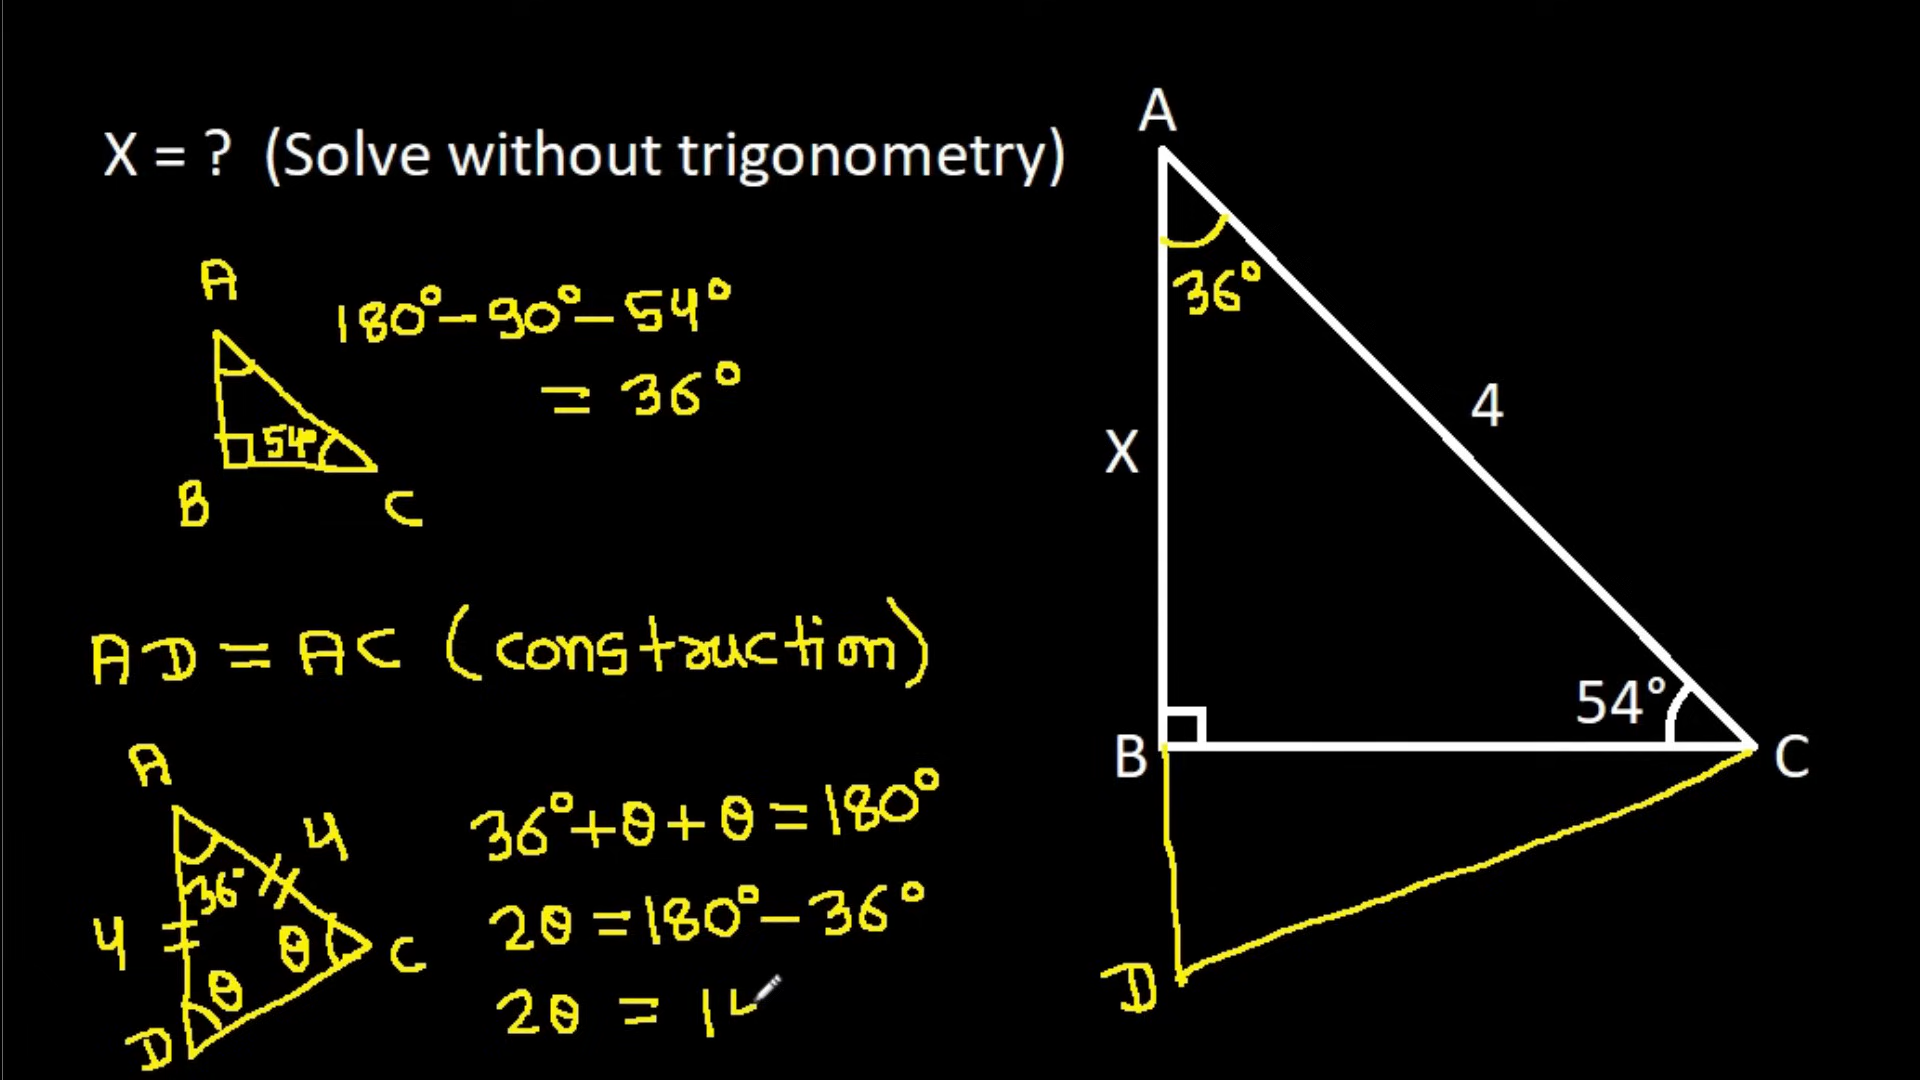 X = ? (Solve without trigonometry)
A
180° - 90° - 54°
= 36°
54°
B
C
AD = AC (construction)
A
4
36°
4
θ
C
θ
D
36° + θ + θ = 180°
2θ = 180° - 36°
2θ = 14
A
36°
4
X
54°
B
C
D